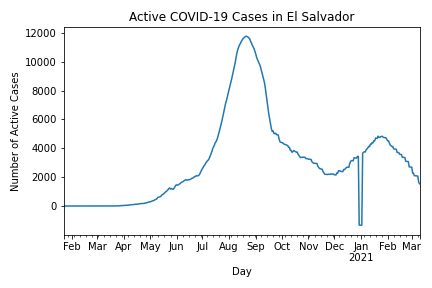 Active COVID-19 Cases in El Salvador
12000
10000
8000
6000
4000
2000
0
Number of Active Cases
Feb Mar Apr May Jun Jul Aug Sep Oct Nov Dec Jan Feb Mar
2021
Day